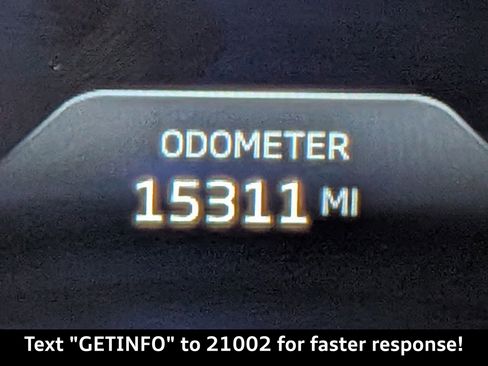 ODOMETER
15311 MI
Text "GETINFO" to 21002 for faster response!